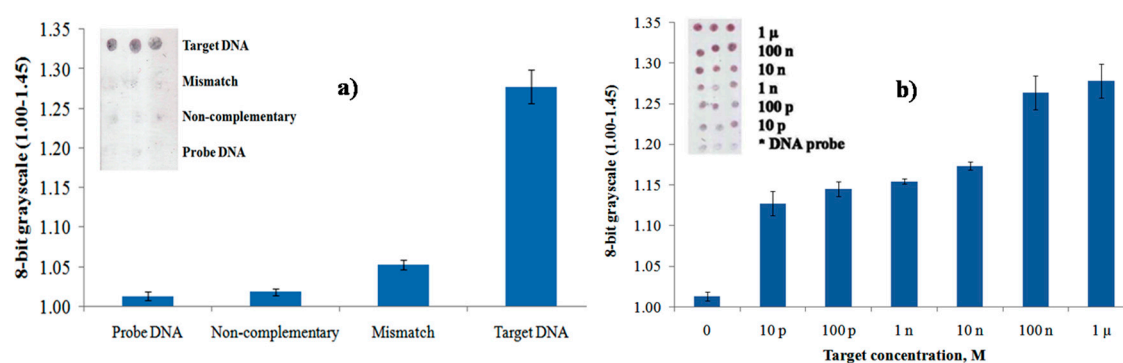 1.35
1.30
1.25
1.20
1.15
1.10
1.05
1.00
8-bit grayscale (1.00-1.45)
Target DNA
Mismatch
Non-complementary
Probe DNA
a)
Probe DNA
Non-complementary
Mismatch
Target DNA
1.35
1.30
1.25
1.20
1.15
1.10
1.05
1.00
8-bit grayscale (1.00-1.45)
1 µ
100 n
10 n
1 n
100 p
10 p
* DNA probe
b)
0
10 p
100 p
1 n
10 n
100 n
1 µ
Target concentration, M